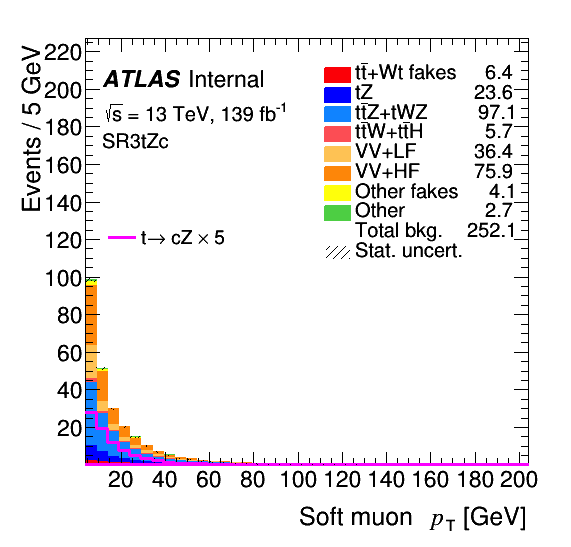 Events / 5 GeV
220
200
180
160
140
120
100
80
60
40
20
ATLAS Internal
√s = 13 TeV, 139 fb⁻¹
SR3tZc
t→ cZ × 5
tt̄+Wt fakes 6.4
tZ 23.6
tt̄Z+tWZ 97.1
tt̄W+tt̄H 5.7
VV+LF 36.4
VV+HF 75.9
Other fakes 4.1
Other 2.7
Total bkg. 252.1
Stat. uncert.
20 40 60 80 100 120 140 160 180 200
Soft muon p_T [GeV]